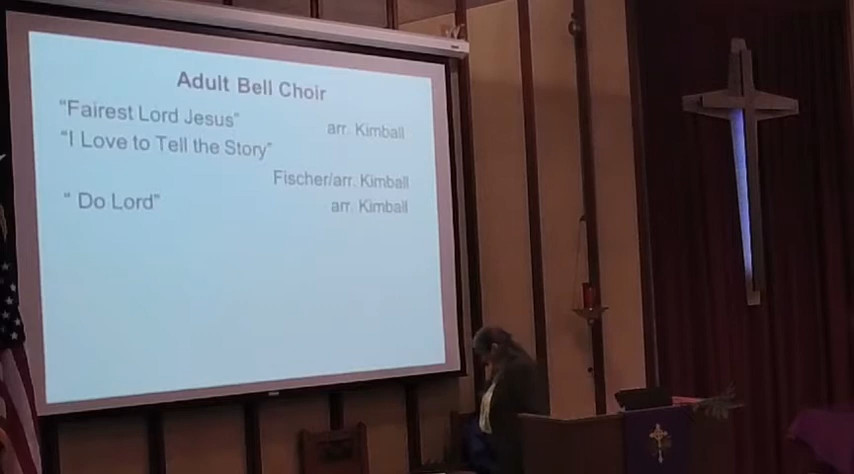 Adult Bell Choir
"Fairest Lord Jesus" arr. Kimball
"I Love to Tell the Story"
Fischer/arr. Kimball
" Do Lord" arr. Kimball